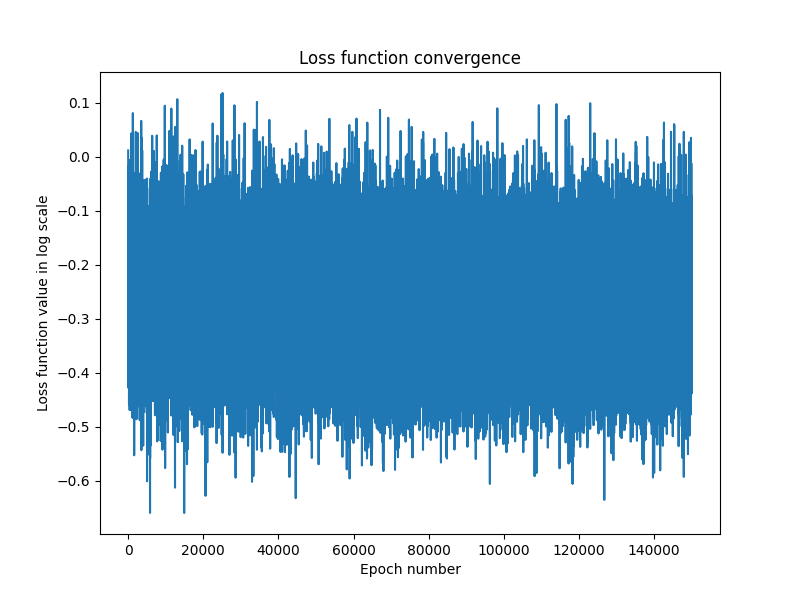 Loss function convergence
Loss function value in log scale
0.1
0.0
−0.1
−0.2
−0.3
−0.4
−0.5
−0.6
0 20000 40000 60000 80000 100000 120000 140000
Epoch number